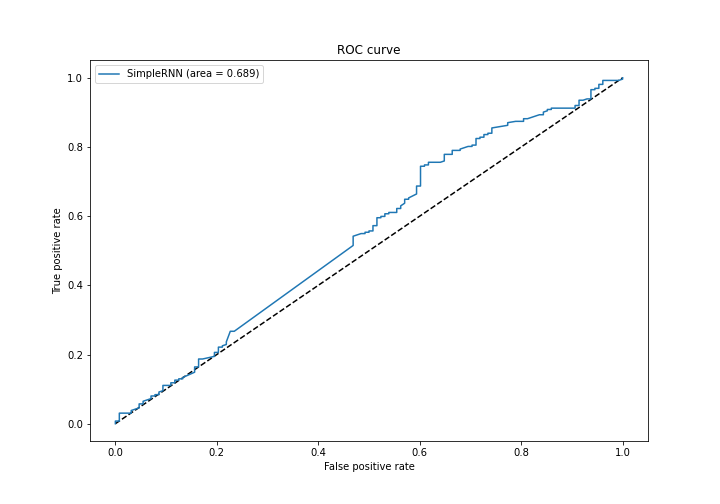 ROC curve
SimpleRNN (area = 0.689)
True positive rate
1.0
0.8
0.6
0.4
0.2
0.0
0.0 0.2 0.4 0.6 0.8 1.0
False positive rate